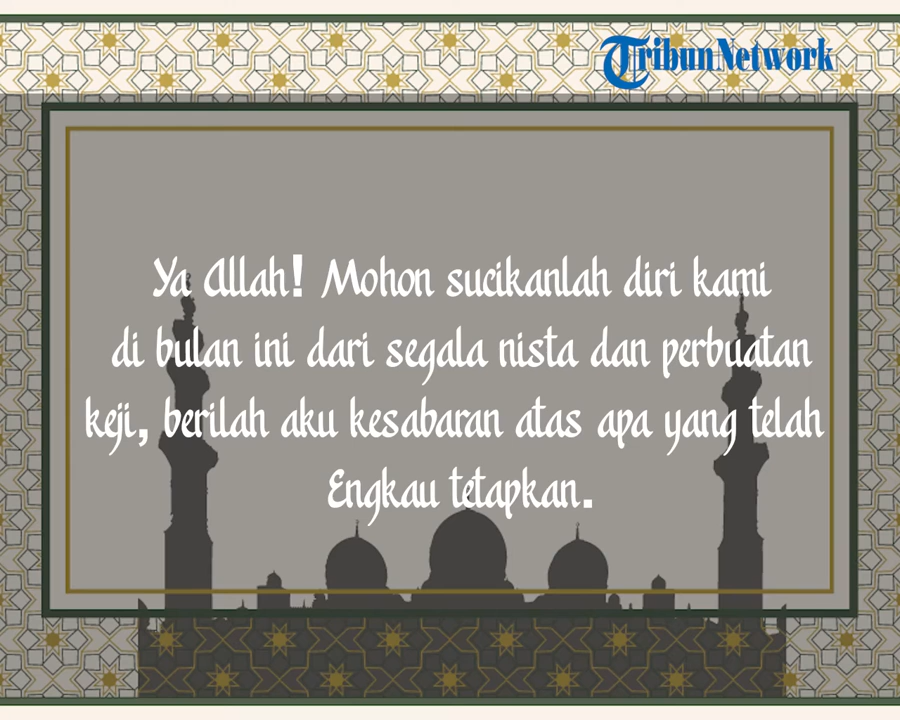 TribunNetwork
Ya Allah! Mohon sucikanlah diri kami
di bulan ini dari segala nista dan perbuatan
keji, berilah aku kesabaran atas apa yang telah
Engkau tetapkan.